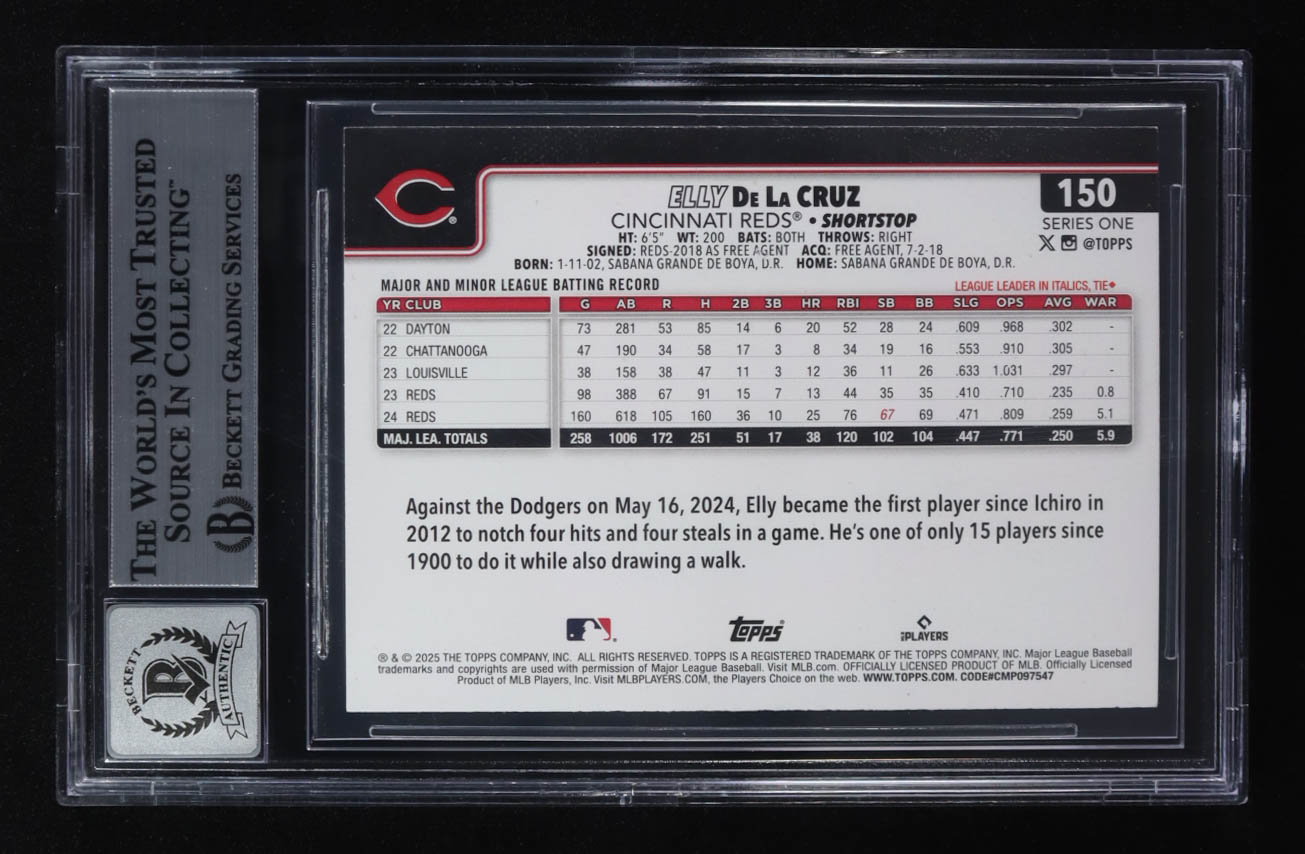 THE WORLD'S MOST TRUSTED
SOURCE IN COLLECTING™
BECKETT GRADING SERVICES
BECKETT
AUTHENTIC
ELLY DE LA CRUZ
CINCINNATI REDS® • SHORTSTOP
HT: 6'5" WT: 200 BATS: BOTH THROWS: RIGHT
SIGNED: REDS-2018 AS FREE AGENT ACQ: FREE AGENT, 7-2-18
BORN: 1-11-02, SABANA GRANDE DE BOYA, D.R. HOME: SABANA GRANDE DE BOYA, D.R.
150
SERIES ONE
@TOPPS
MAJOR AND MINOR LEAGUE BATTING RECORD LEAGUE LEADER IN ITALICS, TIE◆
YR CLUB G AB R H 2B 3B HR RBI SB BB SLG OPS AVG WAR
22 DAYTON 73 281 53 85 14 6 20 52 28 24 .609 .968 .302 -
22 CHATTANOOGA 47 190 34 58 17 3 8 34 19 16 .553 .910 .305 -
23 LOUISVILLE 38 158 38 47 11 3 12 36 11 26 .633 1.031 .297 -
23 REDS 98 388 67 91 15 7 13 44 35 35 .410 .710 .235 0.8
24 REDS 160 618 105 160 36 10 25 76 67 69 .471 .809 .259 5.1
MAJ. LEA. TOTALS 258 1006 172 251 51 17 38 120 102 104 .447 .771 .250 5.9
Against the Dodgers on May 16, 2024, Elly became the first player since Ichiro in
2012 to notch four hits and four steals in a game. He's one of only 15 players since
1900 to do it while also drawing a walk.
Topps®
MLB PLAYERS
® & © 2025 THE TOPPS COMPANY, INC. ALL RIGHTS RESERVED. TOPPS IS A REGISTERED TRADEMARK OF THE TOPPS COMPANY, INC. Major League Baseball
trademarks and copyrights are used with permission of Major League Baseball. Visit MLB.com. OFFICIALLY LICENSED PRODUCT OF MLB. Officially Licensed
Product of MLB Players, Inc. Visit MLBPLAYERS.COM, the Players Choice on the web. WWW.TOPPS.COM. CODE#CMP097547